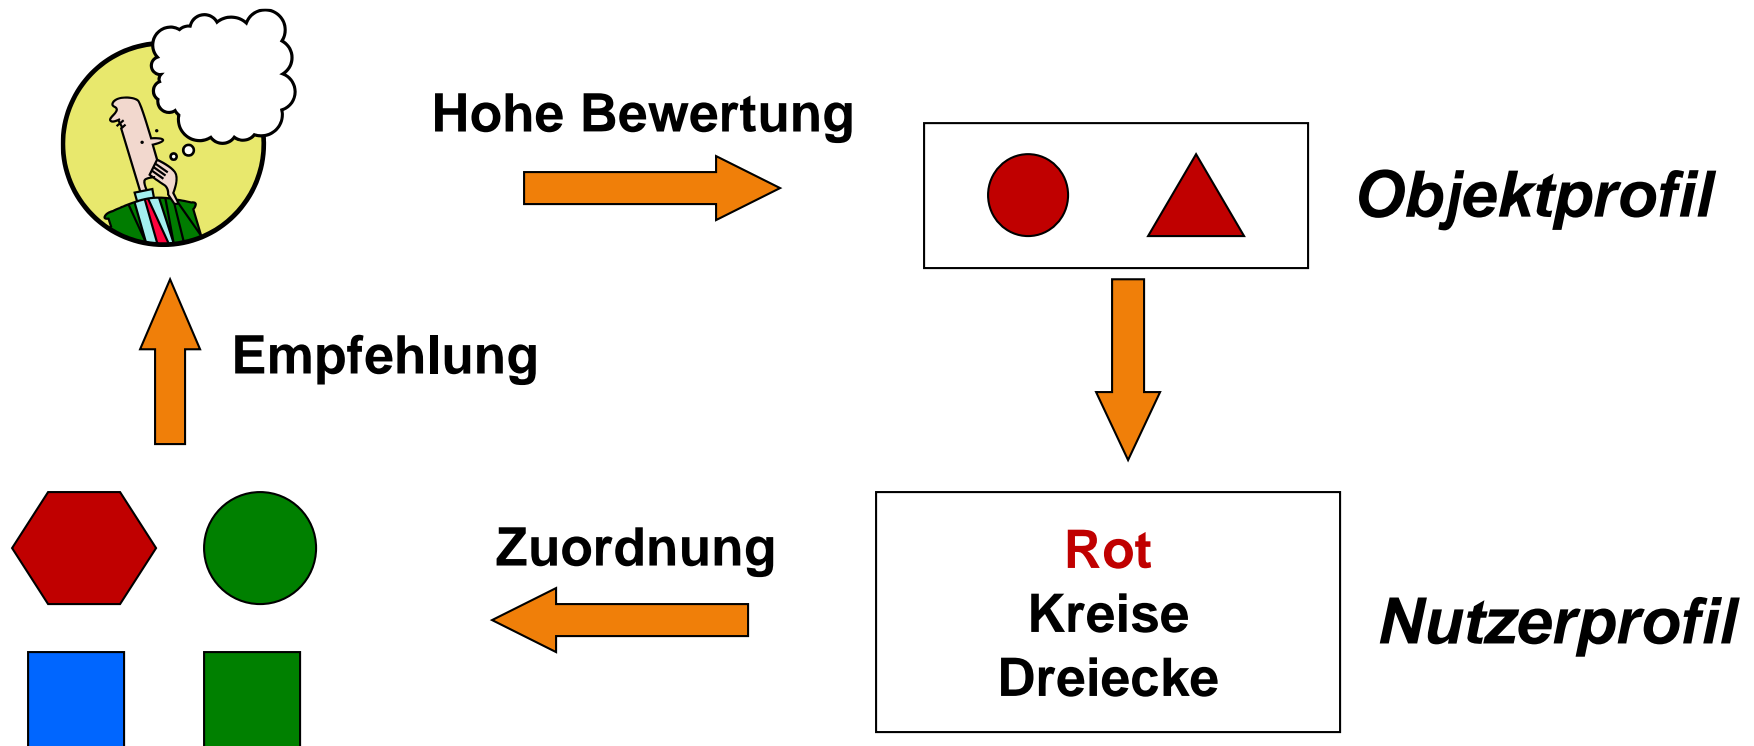 Hohe Bewertung
Objektprofil
Empfehlung
Zuordnung
Rot
Kreise
Dreiecke
Nutzerprofil